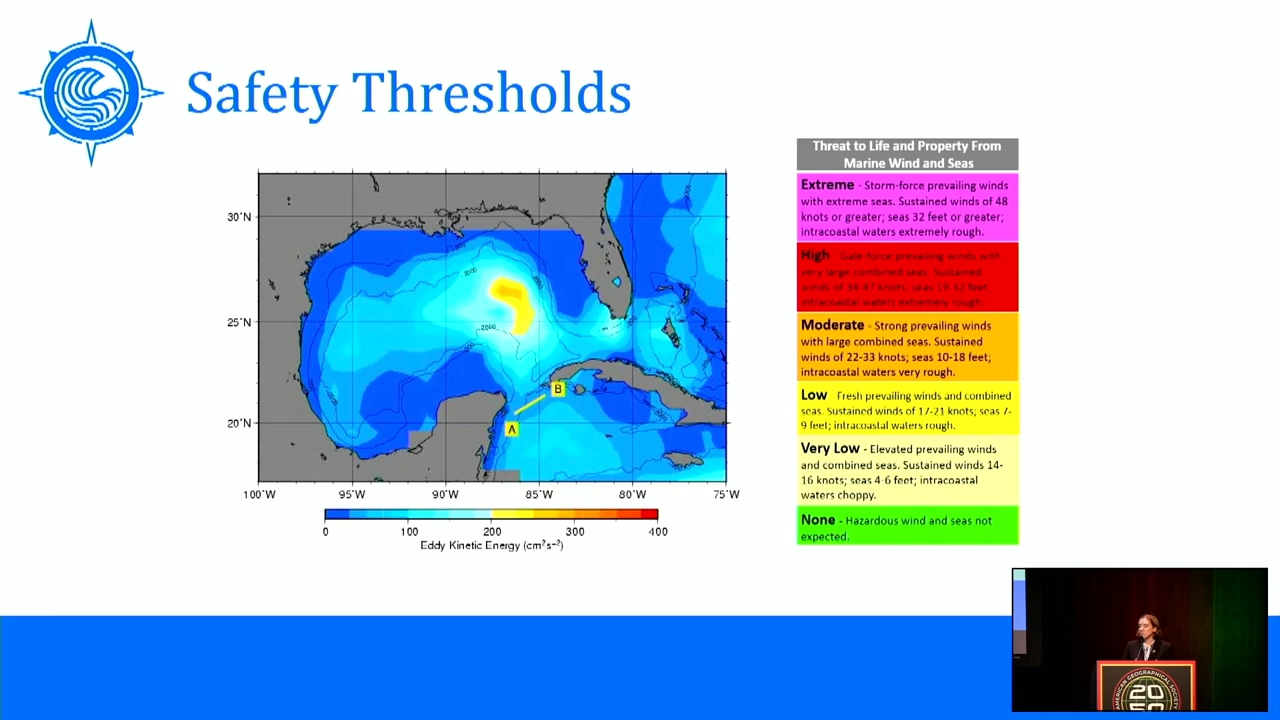 Safety Thresholds
30°N
25°N
20°N
100°W
95°W
90°W
85°W
80°W
75°W
2000
2000
A
B
0
100
200
300
400
Eddy Kinetic Energy (cm²s⁻²)
Threat to Life and Property From
Marine Wind and Seas
Extreme - Storm-force prevailing winds
with extreme seas. Sustained winds of 48
knots or greater; seas 32 feet or greater;
intracoastal waters extremely rough.
High - Gale-force prevailing winds with
very large combined seas. Sustained
winds of 34-47 knots; seas 19-32 feet;
intracoastal waters extremely rough.
Moderate - Strong prevailing winds
with large combined seas. Sustained
winds of 22-33 knots; seas 10-18 feet;
intracoastal waters very rough.
Low Fresh prevailing winds and combined
seas. Sustained winds of 17-21 knots; seas 7-
9 feet; intracoastal waters rough.
Very Low - Elevated prevailing winds
and combined seas. Sustained winds 14-
16 knots; seas 4-6 feet; intracoastal
waters choppy.
None - Hazardous wind and seas not
expected.
AMERICAN GEOGRAPHICAL SOCIETY
20
50